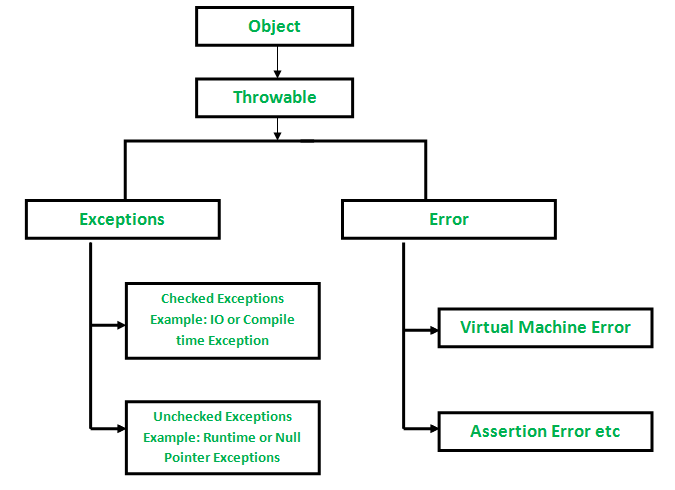 Object
Throwable
Exceptions
Error
Checked Exceptions
Example: IO or Compile
time Exception
Virtual Machine Error
Unchecked Exceptions
Example: Runtime or Null
Pointer Exceptions
Assertion Error etc